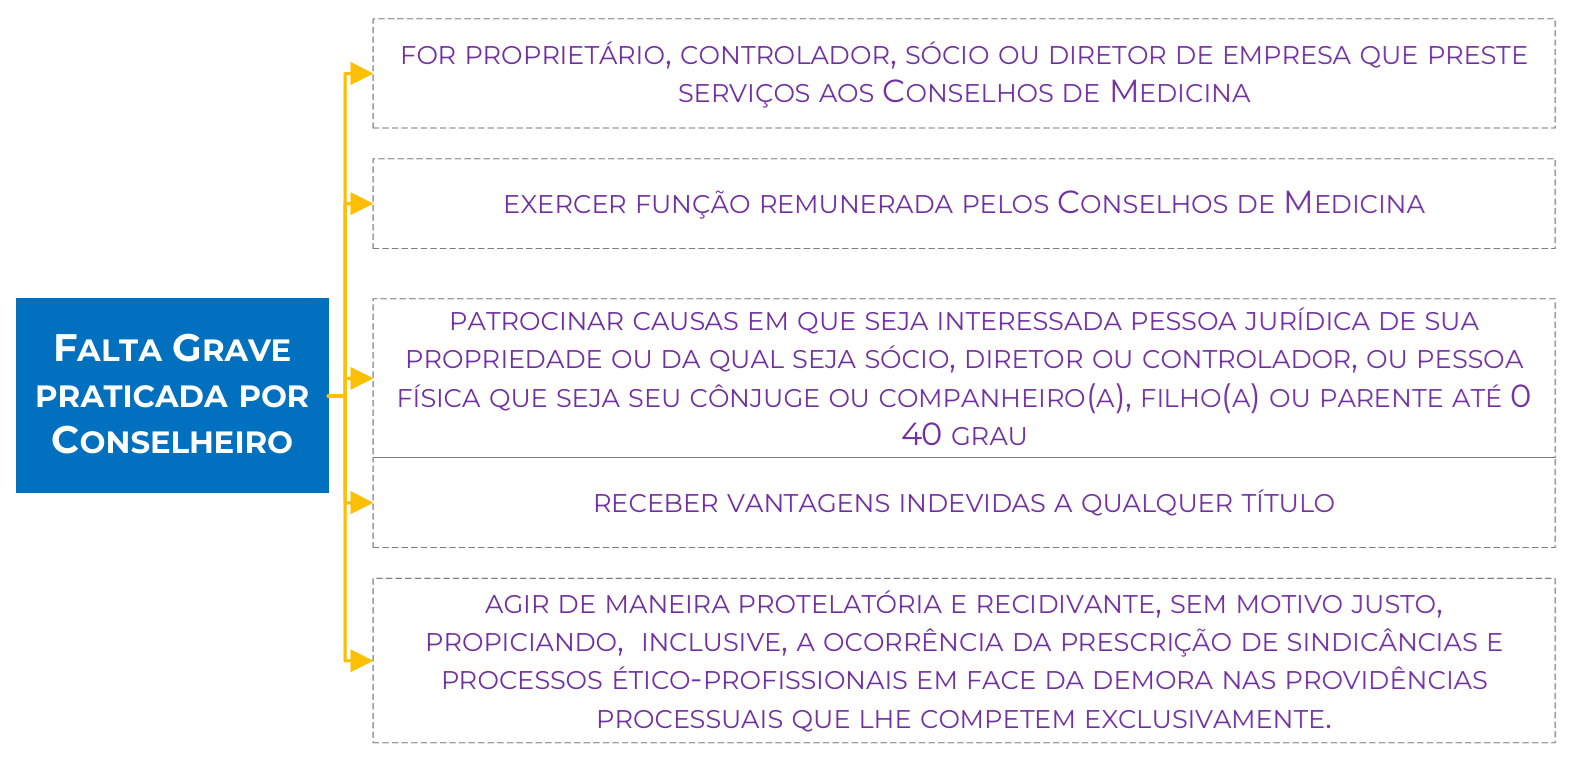 FOR PROPRIETÁRIO, CONTROLADOR, SÓCIO OU DIRETOR DE EMPRESA QUE PRESTE
SERVIÇOS AOS CONSELHOS DE MEDICINA
EXERCER FUNÇÃO REMUNERADA PELOS CONSELHOS DE MEDICINA
FALTA GRAVE
PRATICADA POR
CONSELHEIRO
PATROCINAR CAUSAS EM QUE SEJA INTERESSADA PESSOA JURÍDICA DE SUA
PROPRIEDADE OU DA QUAL SEJA SÓCIO, DIRETOR OU CONTROLADOR, OU PESSOA
FÍSICA QUE SEJA SEU CÔNJUGE OU COMPANHEIRO(A), FILHO(A) OU PARENTE ATÉ 0
40 GRAU
RECEBER VANTAGENS INDEVIDAS A QUALQUER TÍTULO
AGIR DE MANEIRA PROTELATÓRIA E RECIDIVANTE, SEM MOTIVO JUSTO,
PROPICIANDO,  INCLUSIVE, A OCORRÊNCIA DA PRESCRIÇÃO DE SINDICÂNCIAS E
PROCESSOS ÉTICO-PROFISSIONAIS EM FACE DA DEMORA NAS PROVIDÊNCIAS
PROCESSUAIS QUE LHE COMPETEM EXCLUSIVAMENTE.